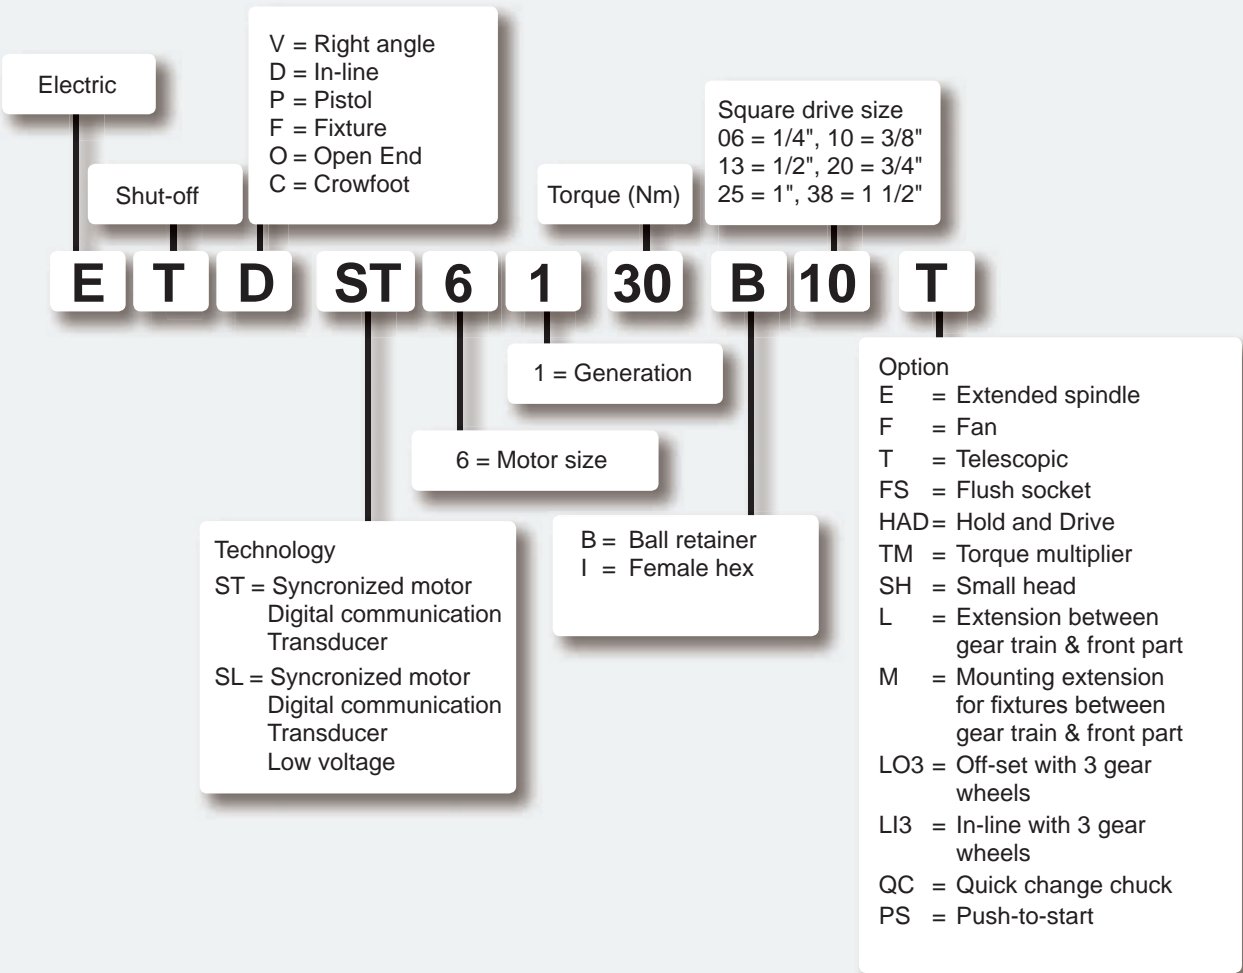 V = Right angle
D = In-line
P = Pistol
F = Fixture
O = Open End
C = Crowfoot
Electric
Shut-off
Torque (Nm)
Square drive size
06 = 1/4", 10 = 3/8"
13 = 1/2", 20 = 3/4"
25 = 1", 38 = 1 1/2"
E T D ST 6 1 30 B 10 T
1 = Generation
6 = Motor size
Technology
ST = Syncronized motor
Digital communication
Transducer
SL = Syncronized motor
Digital communication
Transducer
Low voltage
B = Ball retainer
I = Female hex
Option
E = Extended spindle
F = Fan
T = Telescopic
FS = Flush socket
HAD = Hold and Drive
TM = Torque multiplier
SH = Small head
L = Extension between
gear train & front part
M = Mounting extension
for fixtures between
gear train & front part
LO3 = Off-set with 3 gear
wheels
LI3 = In-line with 3 gear
wheels
QC = Quick change chuck
PS = Push-to-start